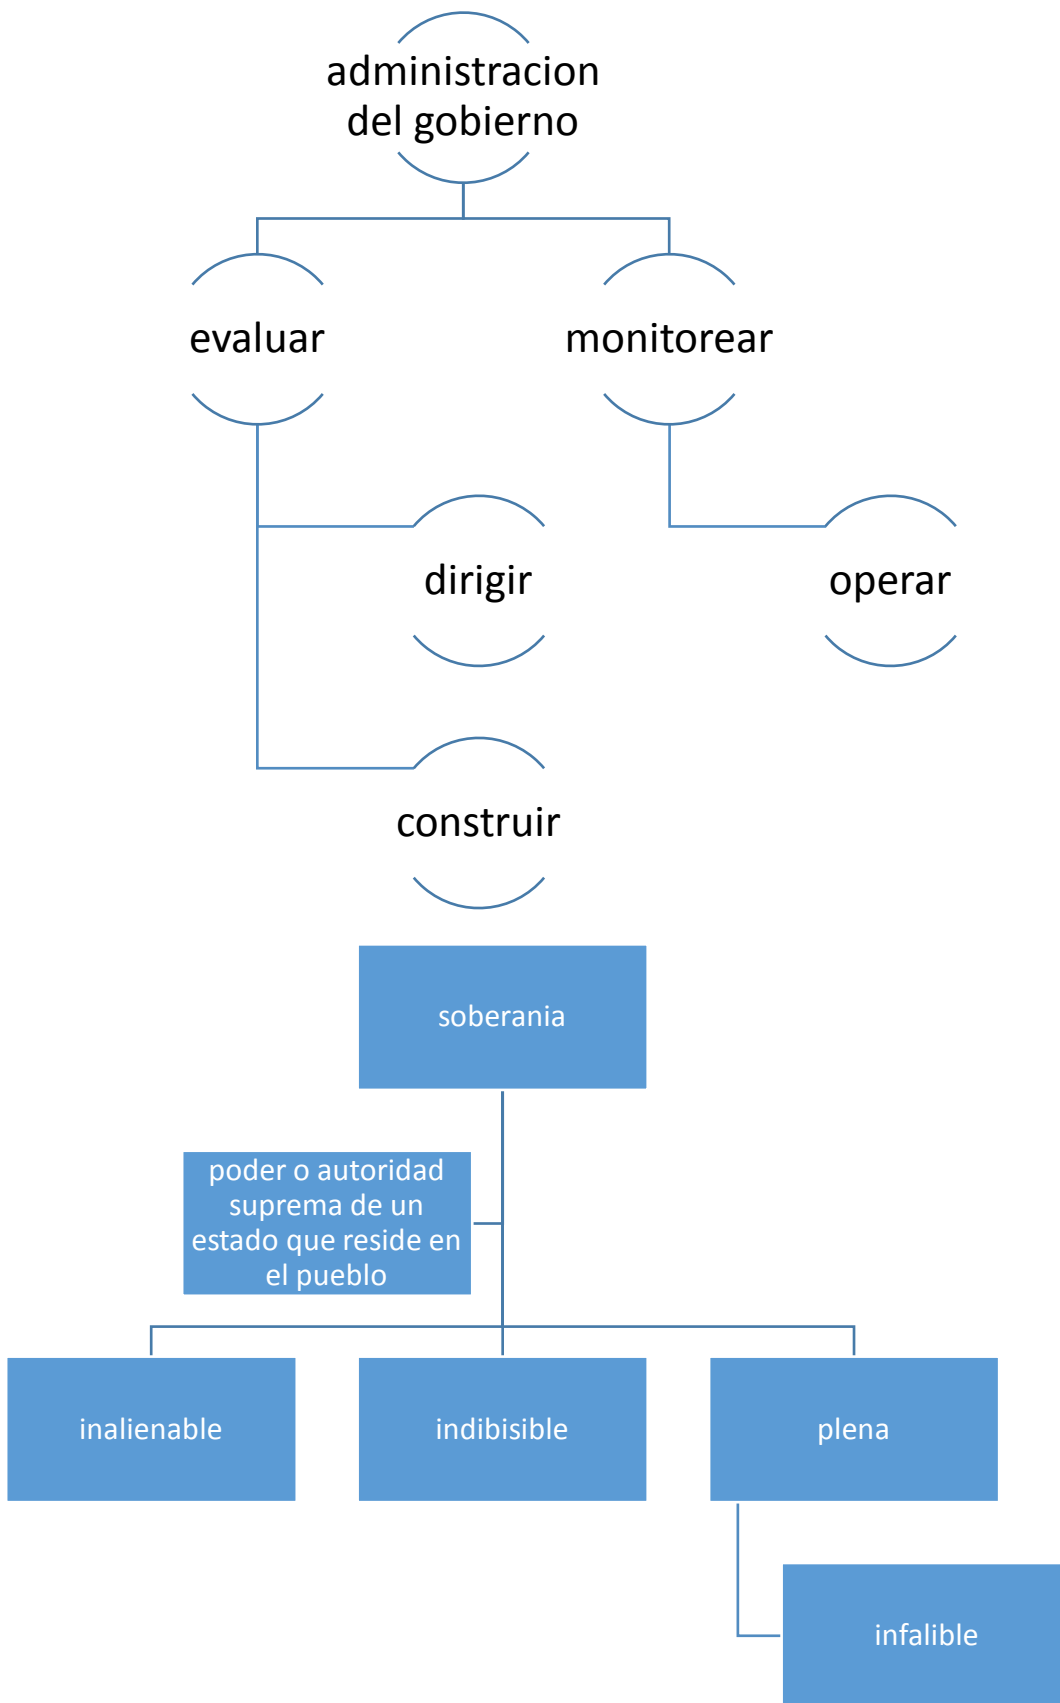 administracion
del gobierno
evaluar
monitorear
dirigir
operar
construir
soberania
poder o autoridad
suprema de un
estado que reside en
el pueblo
inalienable
indibisible
plena
infalible